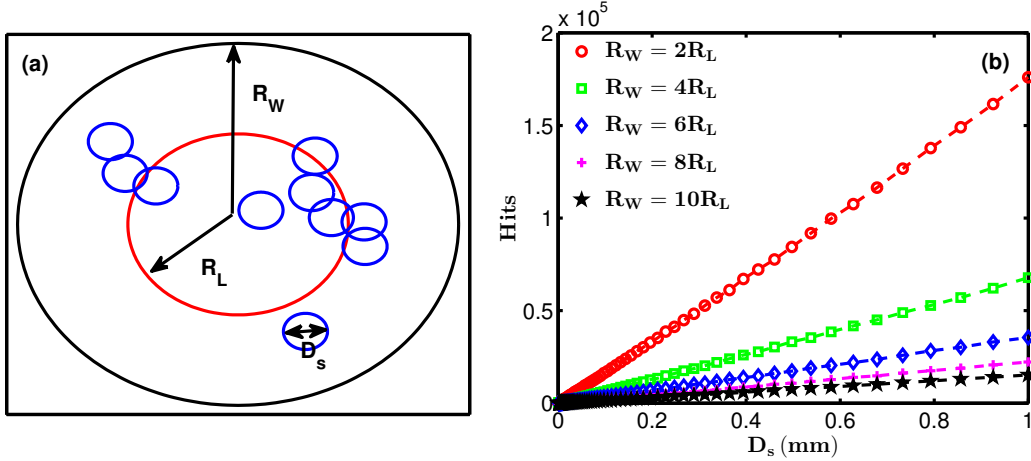 (a)
R_W
R_L
D_s
x 10^5
(b)
R_W = 2R_L
R_W = 4R_L
R_W = 6R_L
R_W = 8R_L
R_W = 10R_L
Hits
2
1.5
1
0.5
0
0 0.2 0.4 0.6 0.8 1
D_s (mm)